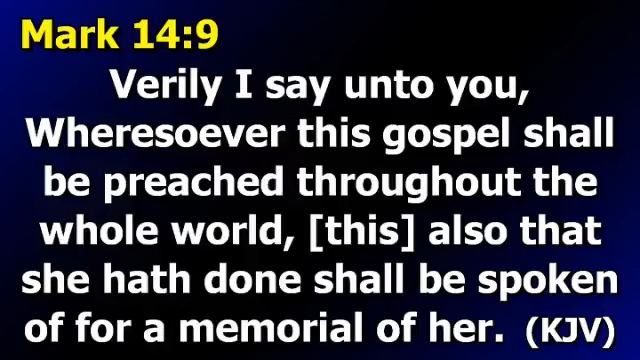 Mark 14:9
Verily I say unto you,
Wheresoever this gospel shall
be preached throughout the
whole world, [this] also that
she hath done shall be spoken
of for a memorial of her. (KJV)